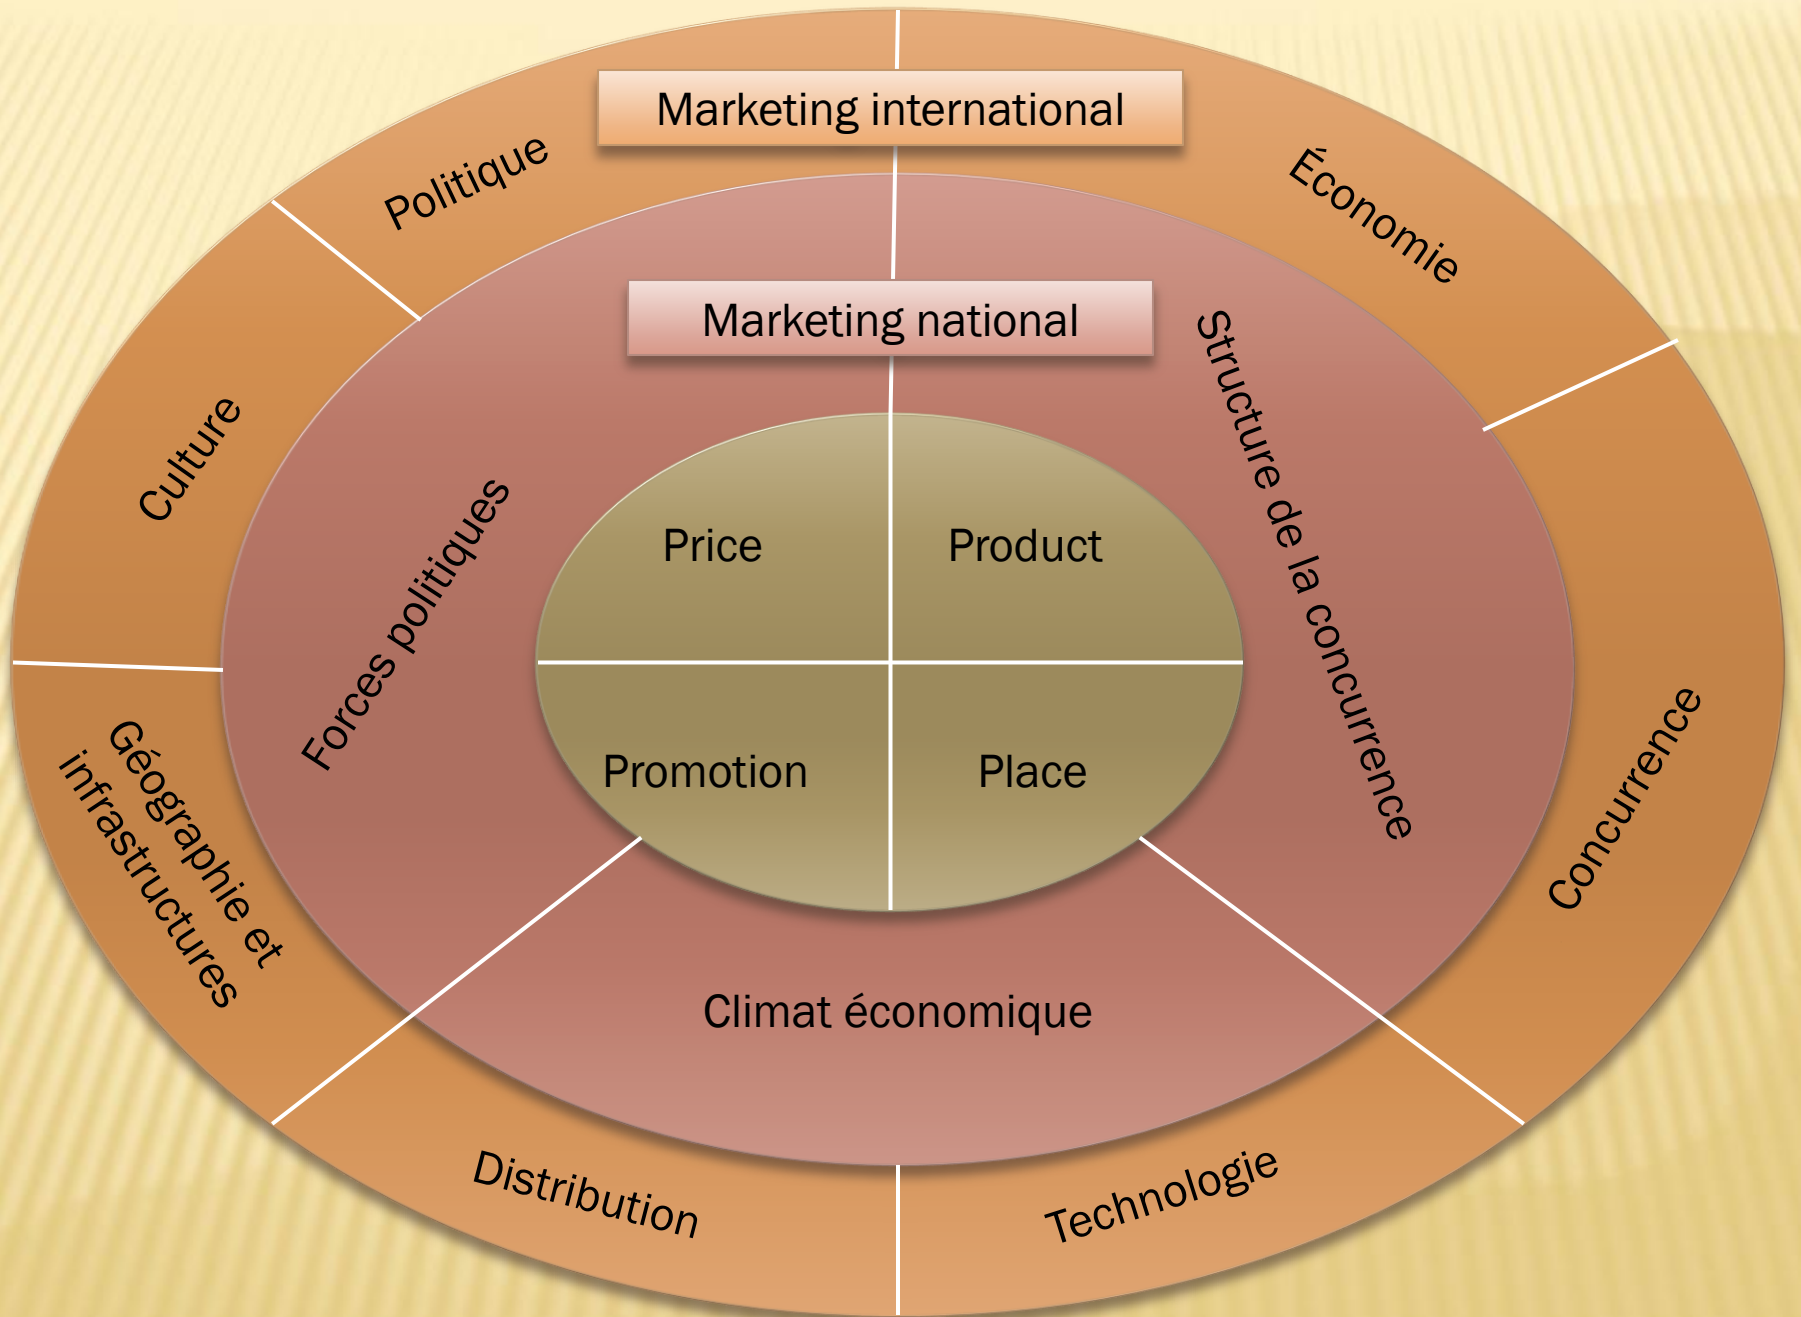 Marketing international
Politique
Économie
Culture
Marketing national
Structure de la concurrence
Forces politiques
Price
Product
Promotion
Place
Géographie et
infrastructures
Concurrence
Climat économique
Distribution
Technologie